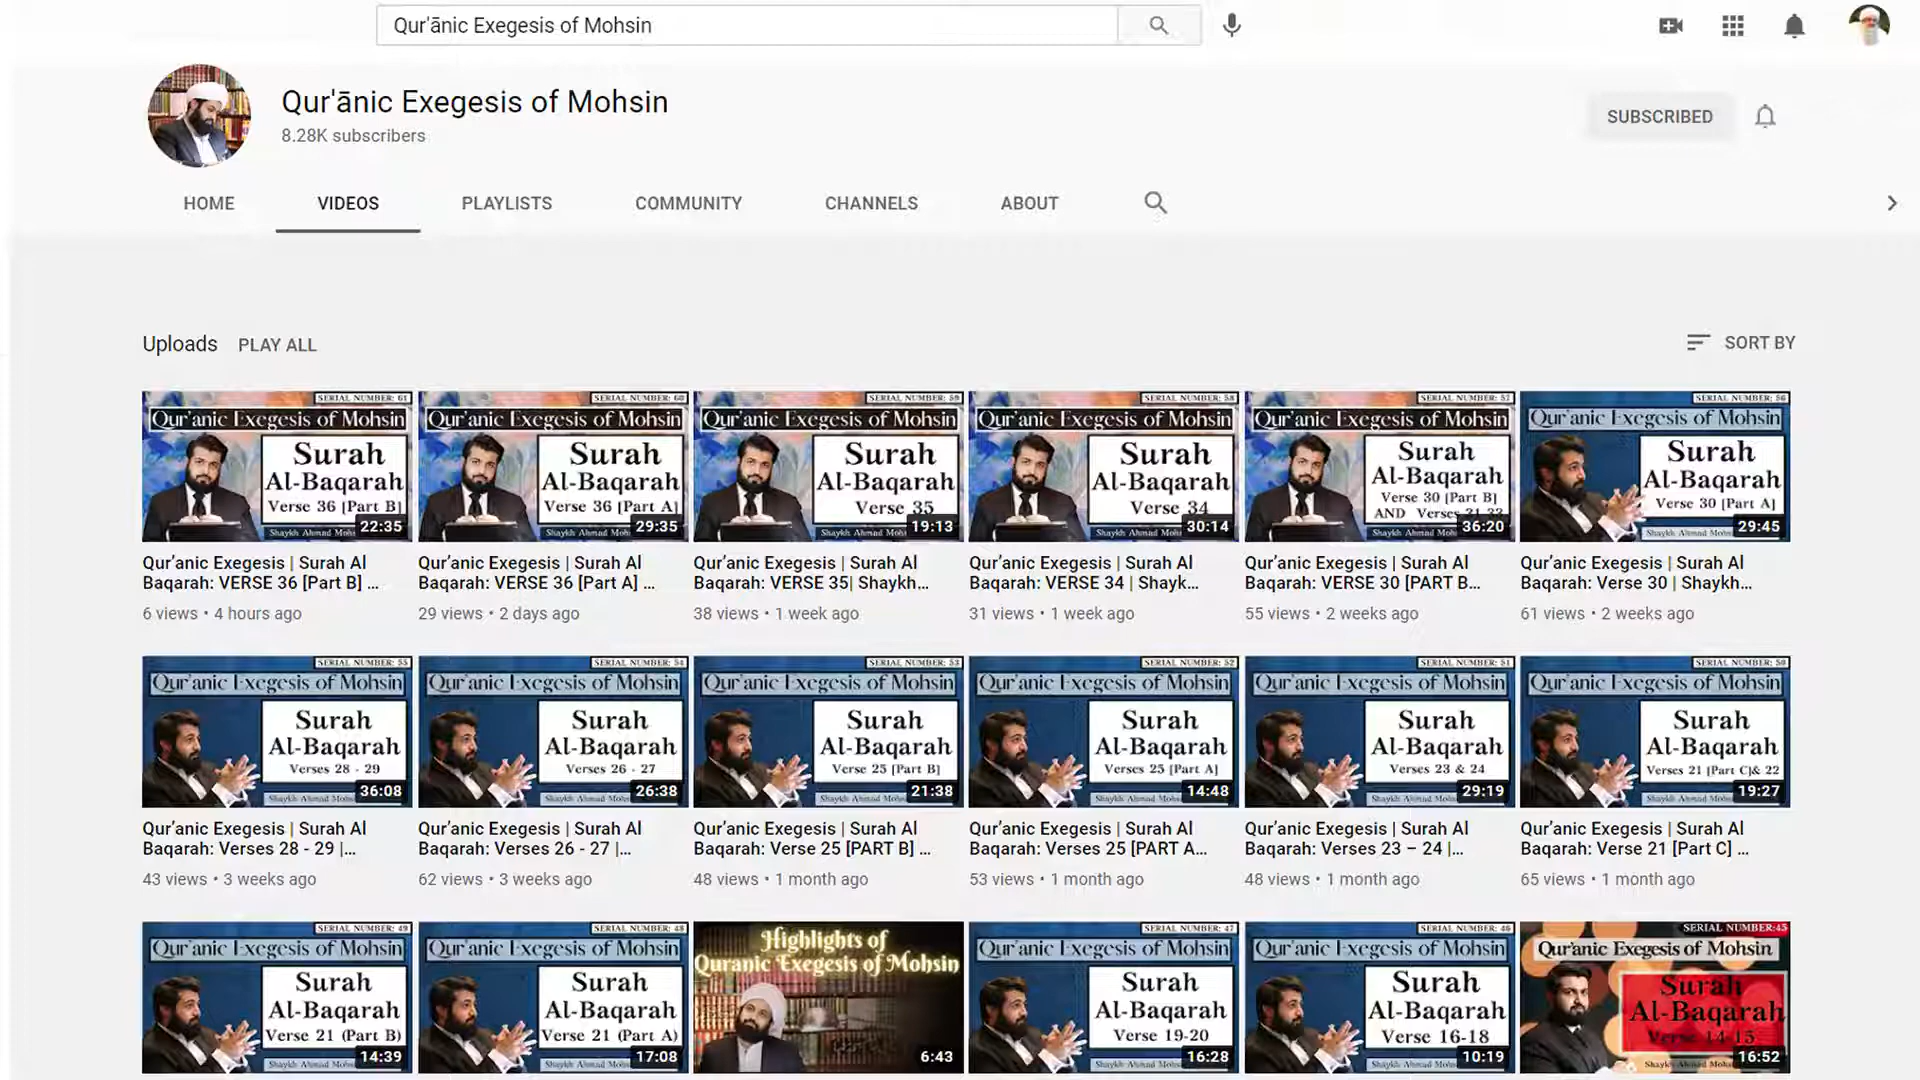 Qur'ānic Exegesis of Mohsin
Qur'ānic Exegesis of Mohsin
8.28K subscribers
SUBSCRIBED
HOME
VIDEOS
PLAYLISTS
COMMUNITY
CHANNELS
ABOUT
Uploads
PLAY ALL
SORT BY
SERIAL NUMBER: 61
Qur'anic Exegesis of Mohsin
Surah
Al-Baqarah
Verse 36 [Part B]
22:35
Shaykh Ahmad
Qur’anic Exegesis | Surah Al
Baqarah: VERSE 36 [Part B] ...
6 views • 4 hours ago
SERIAL NUMBER: 60
Qur'anic Exegesis of Mohsin
Surah
Al-Baqarah
Verse 36 [Part A]
29:35
Shaykh Ahmad
Qur’anic Exegesis | Surah Al
Baqarah: VERSE 36 [Part A] ...
29 views • 2 days ago
SERIAL NUMBER: 59
Qur'anic Exegesis of Mohsin
Surah
Al-Baqarah
Verse 35
19:13
Shaykh Ahmad
Qur’anic Exegesis | Surah Al
Baqarah: VERSE 35| Shaykh...
38 views • 1 week ago
SERIAL NUMBER: 58
Qur'anic Exegesis of Mohsin
Surah
Al-Baqarah
Verse 34
30:14
Shaykh Ahmad
Qur’anic Exegesis | Surah Al
Baqarah: VERSE 34 | Shayk...
31 views • 1 week ago
SERIAL NUMBER: 57
Qur'anic Exegesis of Mohsin
Surah
Al-Baqarah
Verse 30 [Part B]
AND Verses 31-33
36:20
Shaykh Ahmad
Qur’anic Exegesis | Surah Al
Baqarah: VERSE 30 [PART B...
55 views • 2 weeks ago
SERIAL NUMBER: 56
Qur'anic Exegesis of Mohsin
Surah
Al-Baqarah
Verse 30 [Part A]
29:45
Shaykh Ahmad
Qur’anic Exegesis | Surah Al
Baqarah: Verse 30 | Shaykh...
61 views • 2 weeks ago
SERIAL NUMBER: 55
Qur'anic Exegesis of Mohsin
Surah
Al-Baqarah
Verses 28 - 29
36:08
Shaykh Ahmad
Qur’anic Exegesis | Surah Al
Baqarah: Verses 28 - 29 |...
43 views • 3 weeks ago
SERIAL NUMBER: 54
Qur'anic Exegesis of Mohsin
Surah
Al-Baqarah
Verses 26 - 27
26:38
Shaykh Ahmad
Qur’anic Exegesis | Surah Al
Baqarah: Verses 26 - 27 |...
62 views • 3 weeks ago
SERIAL NUMBER: 53
Qur'anic Exegesis of Mohsin
Surah
Al-Baqarah
Verse 25 [Part B]
21:38
Shaykh Ahmad
Qur’anic Exegesis | Surah Al
Baqarah: Verse 25 [PART B] ...
48 views • 1 month ago
SERIAL NUMBER: 52
Qur'anic Exegesis of Mohsin
Surah
Al-Baqarah
Verses 25 [Part A]
14:48
Shaykh Ahmad
Qur’anic Exegesis | Surah Al
Baqarah: Verses 25 [PART A...
53 views • 1 month ago
SERIAL NUMBER: 51
Qur'anic Exegesis of Mohsin
Surah
Al-Baqarah
Verses 23 & 24
29:19
Shaykh Ahmad
Qur’anic Exegesis | Surah Al
Baqarah: Verses 23 – 24 |...
48 views • 1 month ago
SERIAL NUMBER: 50
Qur'anic Exegesis of Mohsin
Surah
Al-Baqarah
Verses 21 [Part C]& 22
19:27
Shaykh Ahmad
Qur’anic Exegesis | Surah Al
Baqarah: Verse 21 [Part C] ...
65 views • 1 month ago
SERIAL NUMBER: 49
Qur'anic Exegesis of Mohsin
Surah
Al-Baqarah
Verse 21 (Part B)
14:39
Shaykh Ahmad
SERIAL NUMBER: 48
Qur'anic Exegesis of Mohsin
Surah
Al-Baqarah
Verse 21 (Part A)
17:08
Shaykh Ahmad
Highlights of
Quranic Exegesis of Mohsin
6:43
SERIAL NUMBER: 47
Qur'anic Exegesis of Mohsin
Surah
Al-Baqarah
Verse 19-20
16:28
Shaykh Ahmad
SERIAL NUMBER: 46
Qur'anic Exegesis of Mohsin
Surah
Al-Baqarah
Verse 16-18
10:19
Shaykh Ahmad
SERIAL NUMBER:45
Qur'anic Exegesis of Mohsin
Surah
Al-Baqarah
Verse 14-15
16:52
Shaykh Ahmad